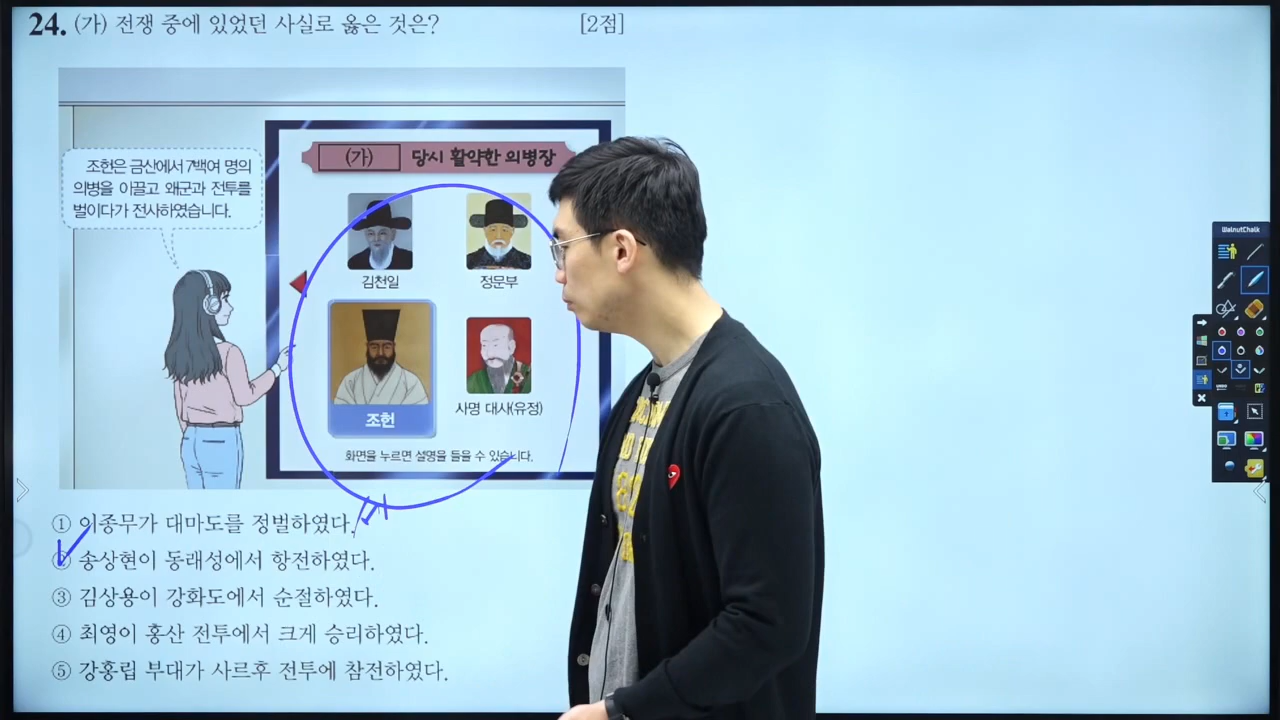 24. (가) 전쟁 중에 있었던 사실로 옳은 것은? [2점]
조헌은 금산에서 7백여 명의
의병을 이끌고 왜군과 전투를
벌이다가 전사하였습니다.
(가) 당시 활약한 의병장
김천일
정문부
조헌
사명 대사(유정)
화면을 누르면 설명을 들을 수 있습니다.
① 이종무가 대마도를 정벌하였다.
② 송상현이 동래성에서 항전하였다.
③ 김상용이 강화도에서 순절하였다.
④ 최영이 홍산 전투에서 크게 승리하였다.
⑤ 강홍립 부대가 사르후 전투에 참전하였다.
WalnutChalk